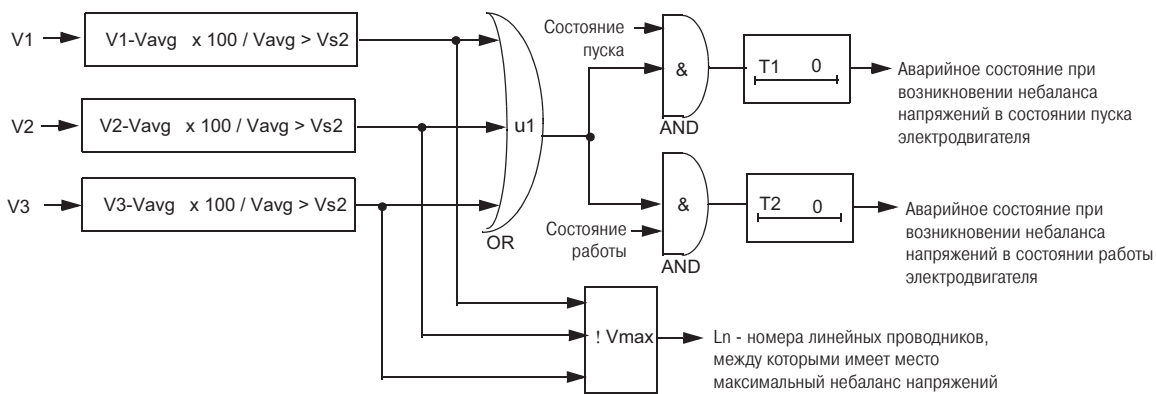 V1
V1-Vavg x 100 / Vavg > Vs2
V2
V2-Vavg x 100 / Vavg > Vs2
V3
V3-Vavg x 100 / Vavg > Vs2
u1
OR
Состояние
пуска
&
AND
T1 0
Аварийное состояние при
возникновении небаланса
напряжений в состоянии пуска
электродвигателя
Состояние
работы
&
AND
T2 0
Аварийное состояние при
возникновении небаланса
напряжений в состоянии работы
электродвигателя
! Vmax
Ln - номера линейных проводников,
между которыми имеет место
максимальный небаланс напряжений